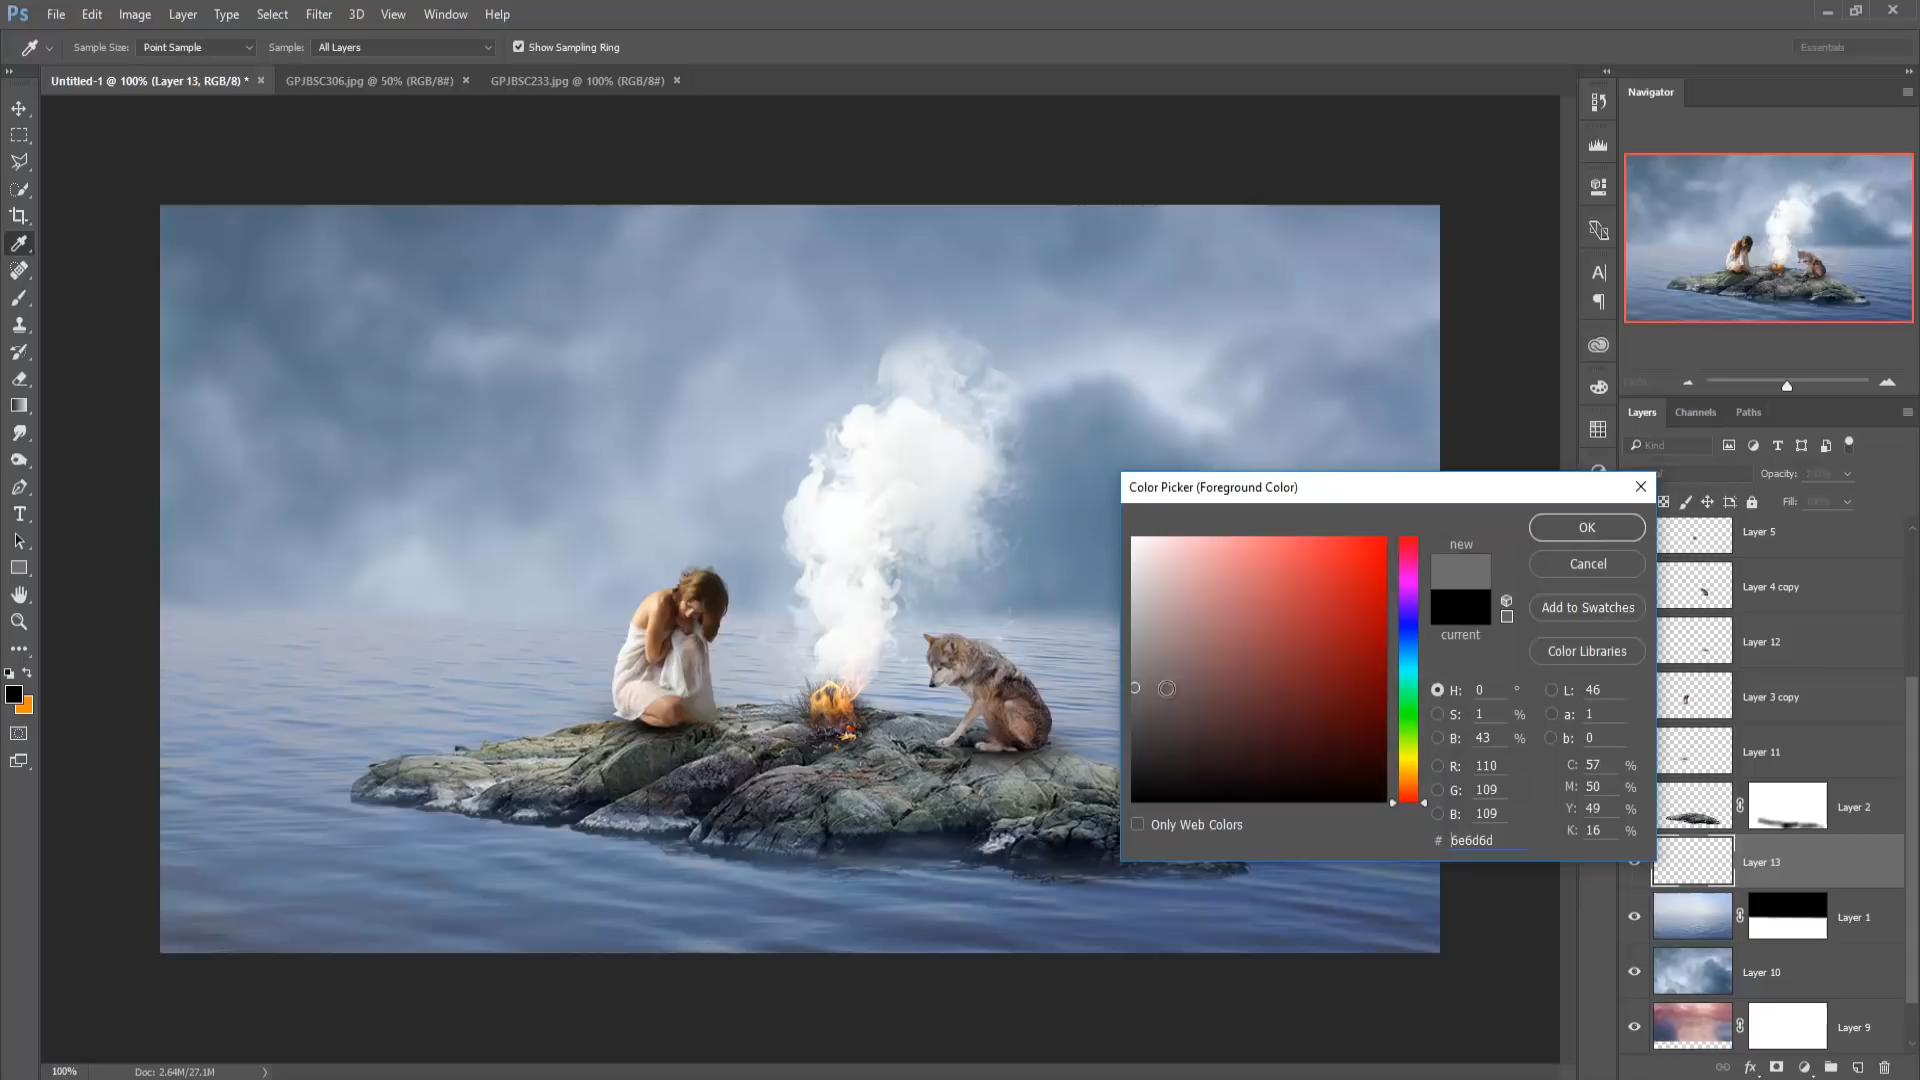 Ps File Edit Image Layer Type Select Filter 3D View Window Help
Sample Size: Point Sample Sample: All Layers Show Sampling Ring Essentials
Untitled-1 @ 100% (Layer 13, RGB/8) * × GPJBSC306.jpg @ 50% (RGB/8#) × GPJBSC233.jpg @ 100% (RGB/8#) ×
Navigator
Layers Channels Paths
Kind
Opacity:
Fill:
Color Picker (Foreground Color)
OK
new
Cancel
Add to Swatches
current
Color Libraries
H: 0 ° L: 46
S: 1 % a: 1
B: 43 % b: 0
R: 110 C: 57 %
G: 109 M: 50 %
B: 109 Y: 49 %
Only Web Colors K: 16 %
# 6e6d6d
Layer 5
Layer 4 copy
Layer 12
Layer 3 copy
Layer 11
Layer 2
Layer 13
Layer 1
Layer 10
Layer 9
100% Doc: 2.64M/27.1M